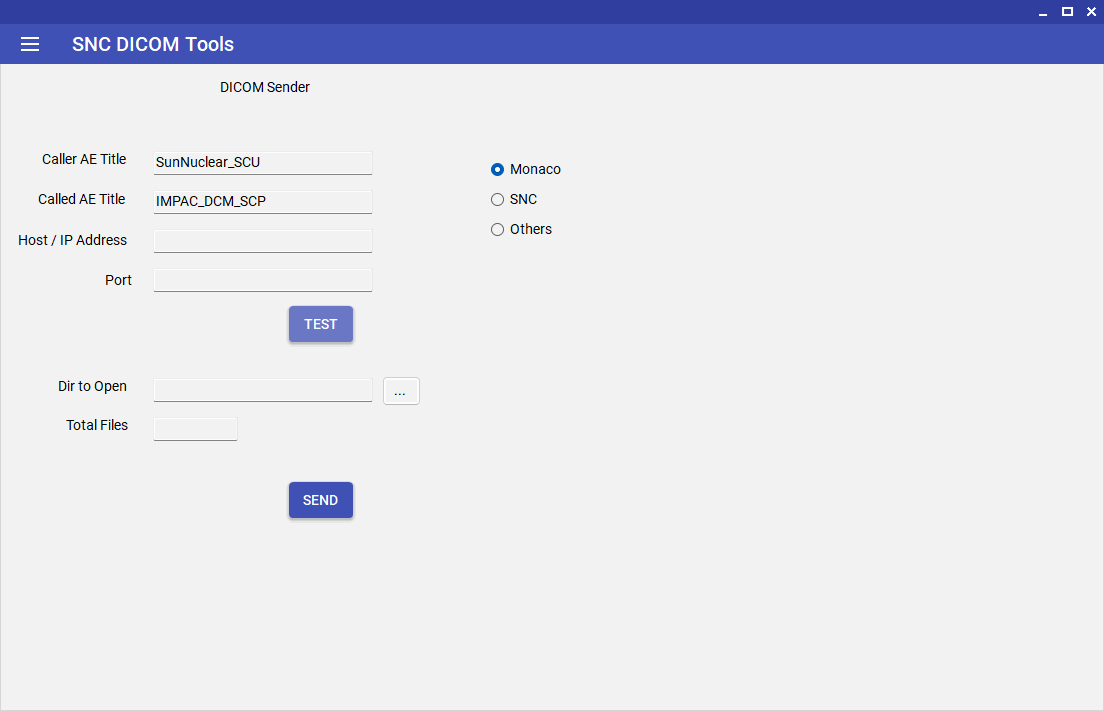 SNC DICOM Tools
DICOM Sender
Caller AE Title SunNuclear_SCU
Called AE Title IMPAC_DCM_SCP
Host / IP Address
Port
TEST
Monaco
SNC
Others
Dir to Open ...
Total Files
SEND